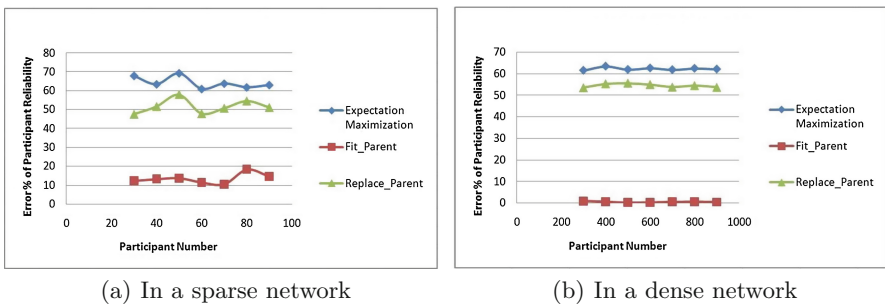 Error% of Participant Reliability
80
70
60
50
40
30
20
10
0
0 20 40 60 80 100
Participant Number
Expectation
Maximization
Fit_Parent
Replace_Parent
(a) In a sparse network
Error % of Participant Reliability
70
60
50
40
30
20
10
0
0 200 400 600 800 1000
Participant Number
Expectation
Maximization
Fit_Parent
Replace_Parent
(b) In a dense network